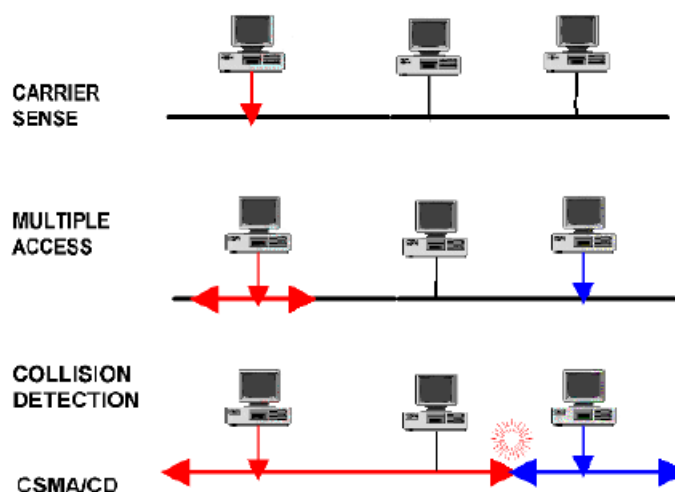 CARRIER
SENSE
MULTIPLE
ACCESS
COLLISION
DETECTION
CSMA/CD